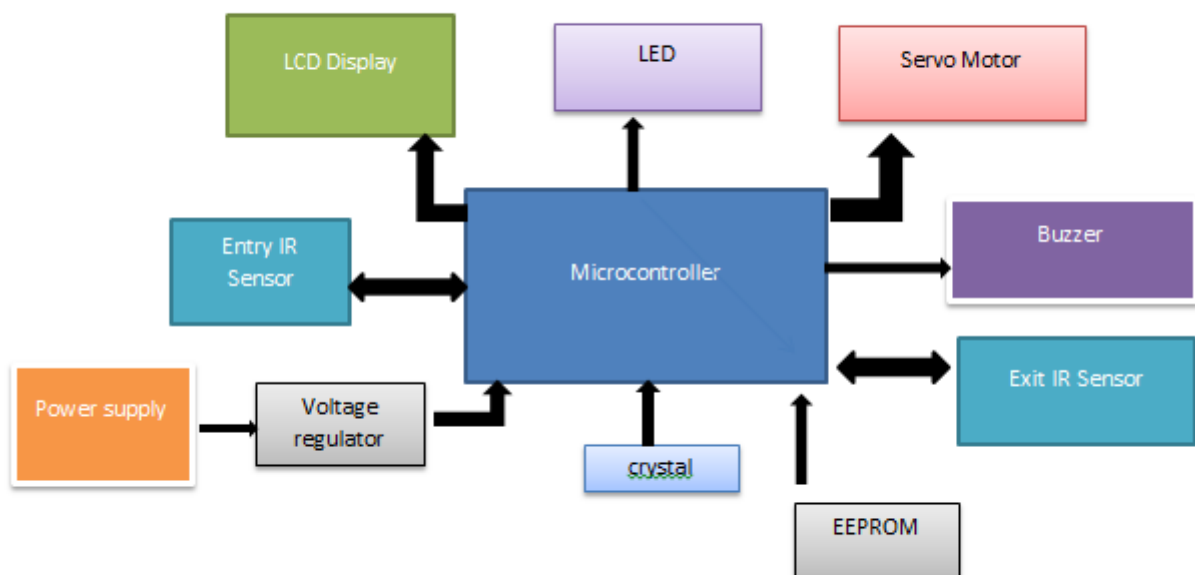 LCD Display
LED
Servo Motor
Entry IR
Sensor
Microcontroller
Buzzer
Power supply
Voltage
regulator
crystal
Exit IR Sensor
EEPROM